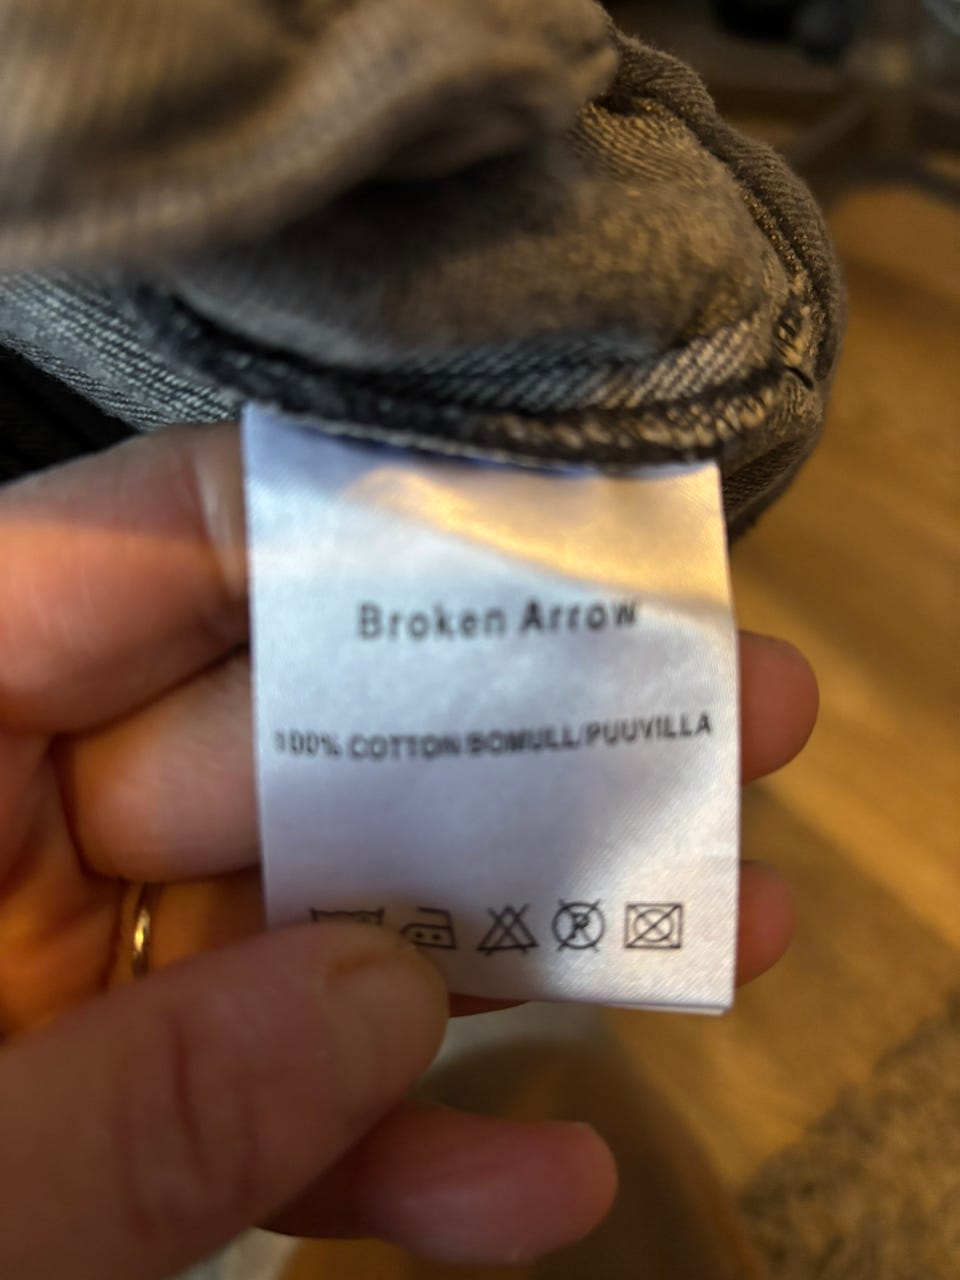 Broken Arrow
100% COTTON/BOMULL/PUUVILLA
P